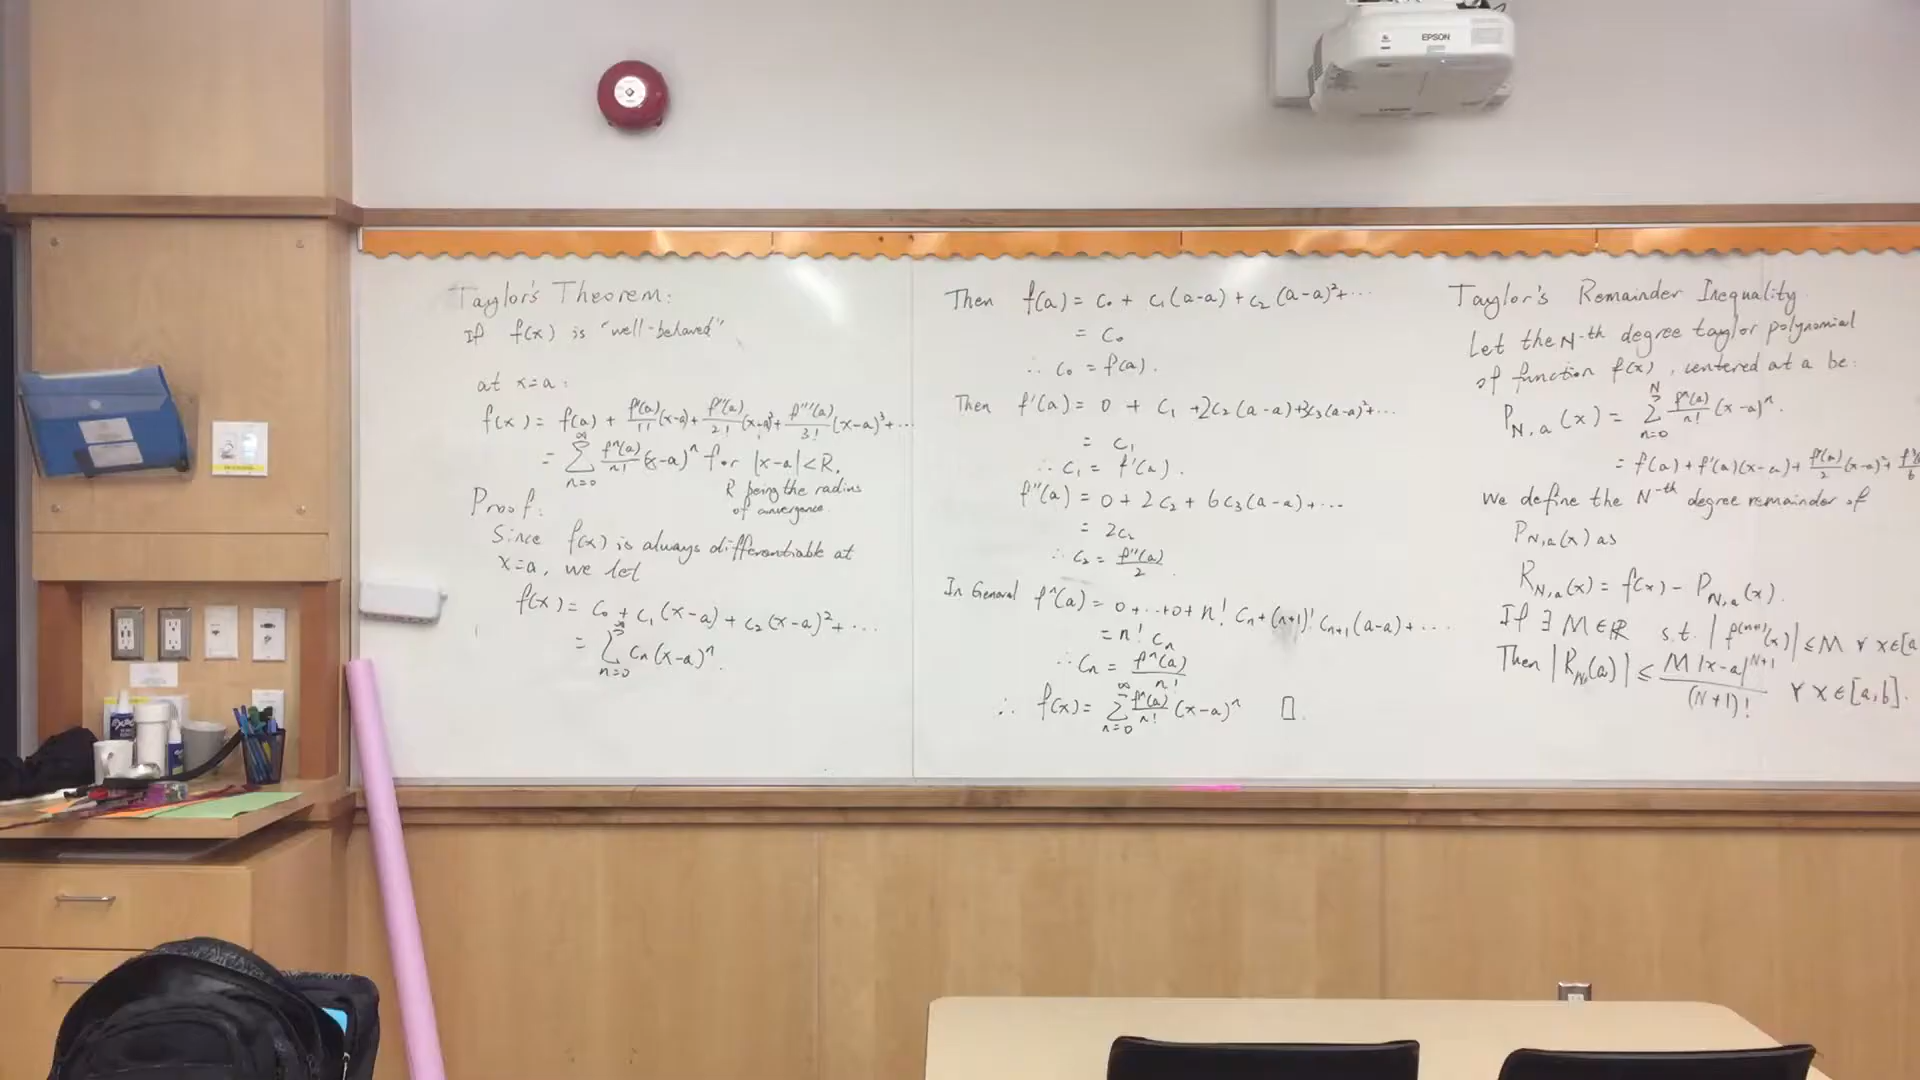 EPSON
Taylor's Theorem:
If f(x) is "well-behaved"
at x=a:
f(x) = f(a) + f'(a)/1! (x-a) + f''(a)/2! (x-a)² + f'''(a)/3! (x-a)³ + ...
= ∑_{n=0}^{∞} fⁿ(a)/n! (x-a)ⁿ for |x-a| < R.
R being the radius
of convergence.
Proof:
Since f(x) is always differentiable at
x=a, we let
f(x) = c₀ + c₁(x-a) + c₂(x-a)² + ...
= ∑_{n=0}^{∞} cₙ(x-a)ⁿ.
Then f(a) = c₀ + c₁(a-a) + c₂(a-a)² + ...
= c₀
∴ c₀ = f(a).
Then f'(a) = 0 + c₁ + 2c₂(a-a) + 3c₃(a-a)² + ...
= c₁
∴ c₁ = f'(a).
f''(a) = 0 + 2c₂ + 6c₃(a-a) + ...
= 2c₂
∴ c₂ = f''(a)/2.
In General fⁿ(a) = 0 + ... + 0 + n! cₙ + (n+1)! cₙ₊₁(a-a) + ...
= n! cₙ
∴ cₙ = fⁿ(a)/n!
∴ f(x) = ∑_{n=0}^{∞} fⁿ(a)/n! (x-a)ⁿ □.
Taylor's Remainder Inequality
Let the N-th degree taylor polynomial
of function f(x), centered at a be:
P_{N,a}(x) = ∑_{n=0}^{N} fⁿ(a)/n! (x-a)ⁿ.
= f(a) + f'(a)(x-a) + f''(a)/2 (x-a)² +
We define the N-th degree remainder of
P_{N,a}(x) as
R_{N,a}(x) = f(x) - P_{N,a}(x).
If ∃ M∈ℝ s.t. |f⁽ⁿ⁺¹⁾(x)| ≤ M ∀ x∈[a
Then |R_{N,}(a)| ≤ M|x-a|^{N+1}/(N+1)! ∀ x∈[a,b].